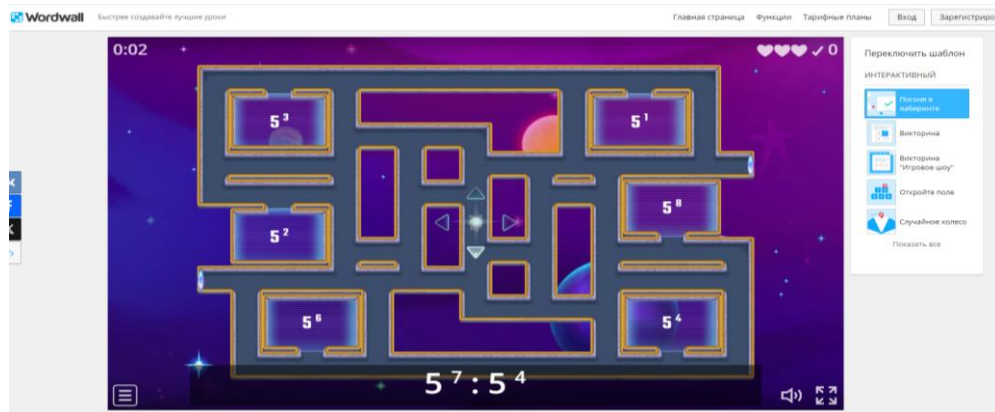 Wordwall Быстрее создавайте лучшие уроки Главная страница Функции Тарифные планы Вход Зарегистриро
0:02 0
Переключить шаблон
ИНТЕРАКТИВНЫЙ
Погоня в лабиринте
Викторина
Викторина "Игровое шоу"
Откройте поле
Случайное колесо
Показать все
5³ 5¹
5⁸
5²
5⁶ 5⁴
5⁷:5⁴